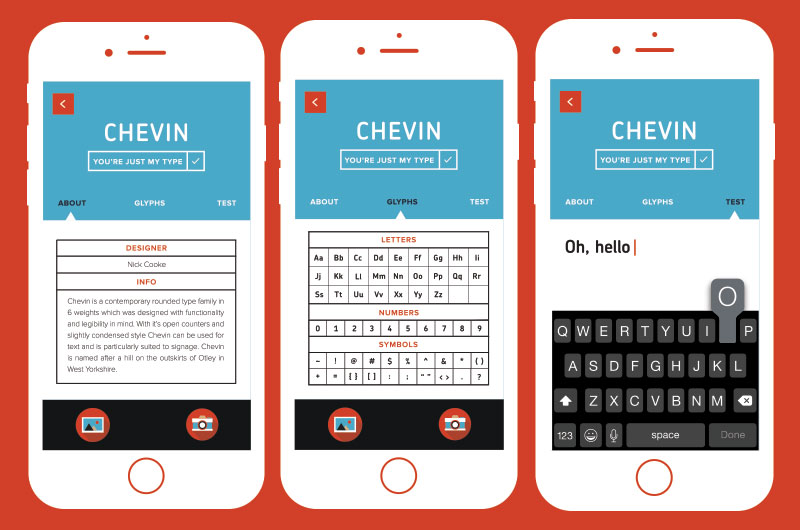 CHEVIN
YOU'RE JUST MY TYPE
ABOUT GLYPHS TEST
DESIGNER
Nick Cooke
INFO
Chevin is a contemporary rounded type family in
6 weights which was designed with functionality
and legibility in mind. With it's open counters and
slightly condensed style Chevin can be used for
text and is particularly suited to signage. Chevin
is named after a hill on the outskirts of Otley in
West Yorkshire.
CHEVIN
YOU'RE JUST MY TYPE
ABOUT GLYPHS TEST
LETTERS
Aa Bb Cc Dd Ee Ff Gg Hh Ii
Jj Kk Ll Mm Nn Oo Pp Qq Rr
Ss Tt Uu Vv Xx Yy Zz
NUMBERS
0 1 2 3 4 5 6 7 8 9
SYMBOLS
~ ! @ # $ % ^ & * ( )
+ = { } [ ] : ; " " < > . ?
CHEVIN
YOU'RE JUST MY TYPE
ABOUT GLYPHS TEST
Oh, hello
O
Q W E R T Y U I P
A S D F G H J K L
Z X C V B N M
123 space Done